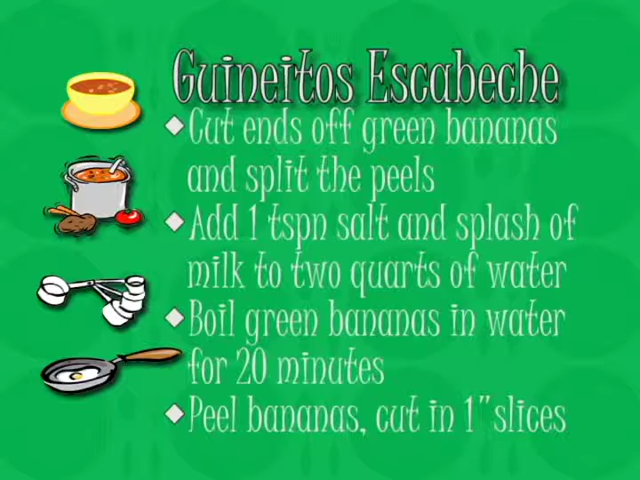 Guineitos Escabeche
◆Cut ends off green bananas
and split the peels
◆Add 1 tspn salt and splash of
milk to two quarts of water
◆Boil green bananas in water
for 20 minutes
◆Peel bananas, cut in 1"slices